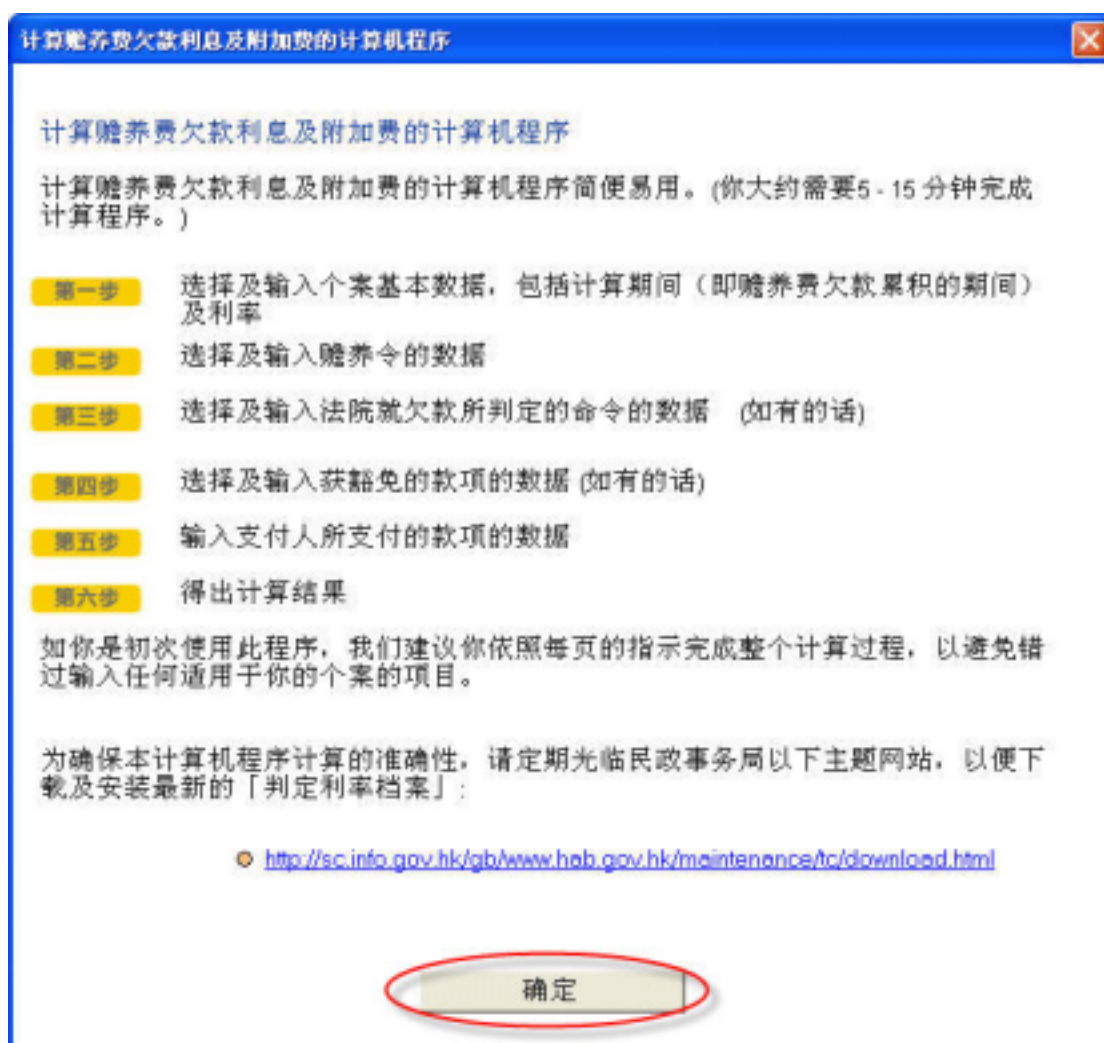 计算赡养费欠款利息及附加费的计算机程序
计算赡养费欠款利息及附加费的计算机程序
计算赡养费欠款利息及附加费的计算机程序简便易用。(你大约需要5 - 15 分钟完成
计算程序。)
第一步 选择及输入个案基本数据，包括计算期间（即赡养费欠款累积的期间）
及利率
第二步 选择及输入赡养令的数据
第三步 选择及输入法院就欠款所判定的命令的数据 (如有的话)
第四步 选择及输入获豁免的款项的数据 (如有的话)
第五步 输入支付人所支付的款项的数据
第六步 得出计算结果
如你是初次使用此程序，我们建议你依照每页的指示完成整个计算过程，以避免错
过输入任何适用于你的个案的项目。
为确保本计算机程序计算的准确性，请定期光临民政事务局以下主题网站，以便下
载及安装最新的「判定利率档案」:
http://sc.info.gov.hk/gb/www.hab.gov.hk/maintenance/tc/download.html
确定